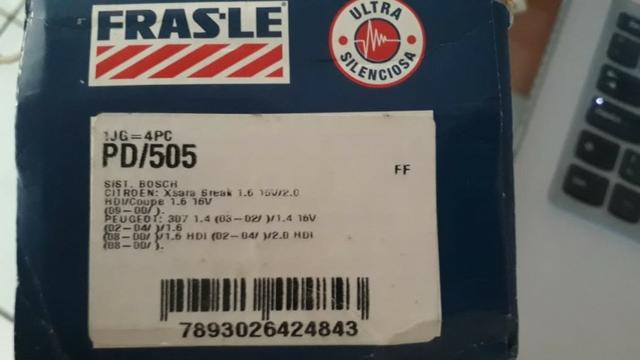 FRAS-LE®
ULTRA
SILENCIOSA
1JG=4PC
PD/505
FF
SIST. BOSCH
CITROEN: Xsara Break 1.6 16V/2.0
HDI/Coupe 1.6 16V
(09-00/ ).
PEUGEOT: 307 1.4 (03-02/ )/1.4 16V
(02-04/ )/1.6
(08-00/ )/1.6 HDI (02-04/ )/2.0 HDI
(08-00/ ).
7893026424843